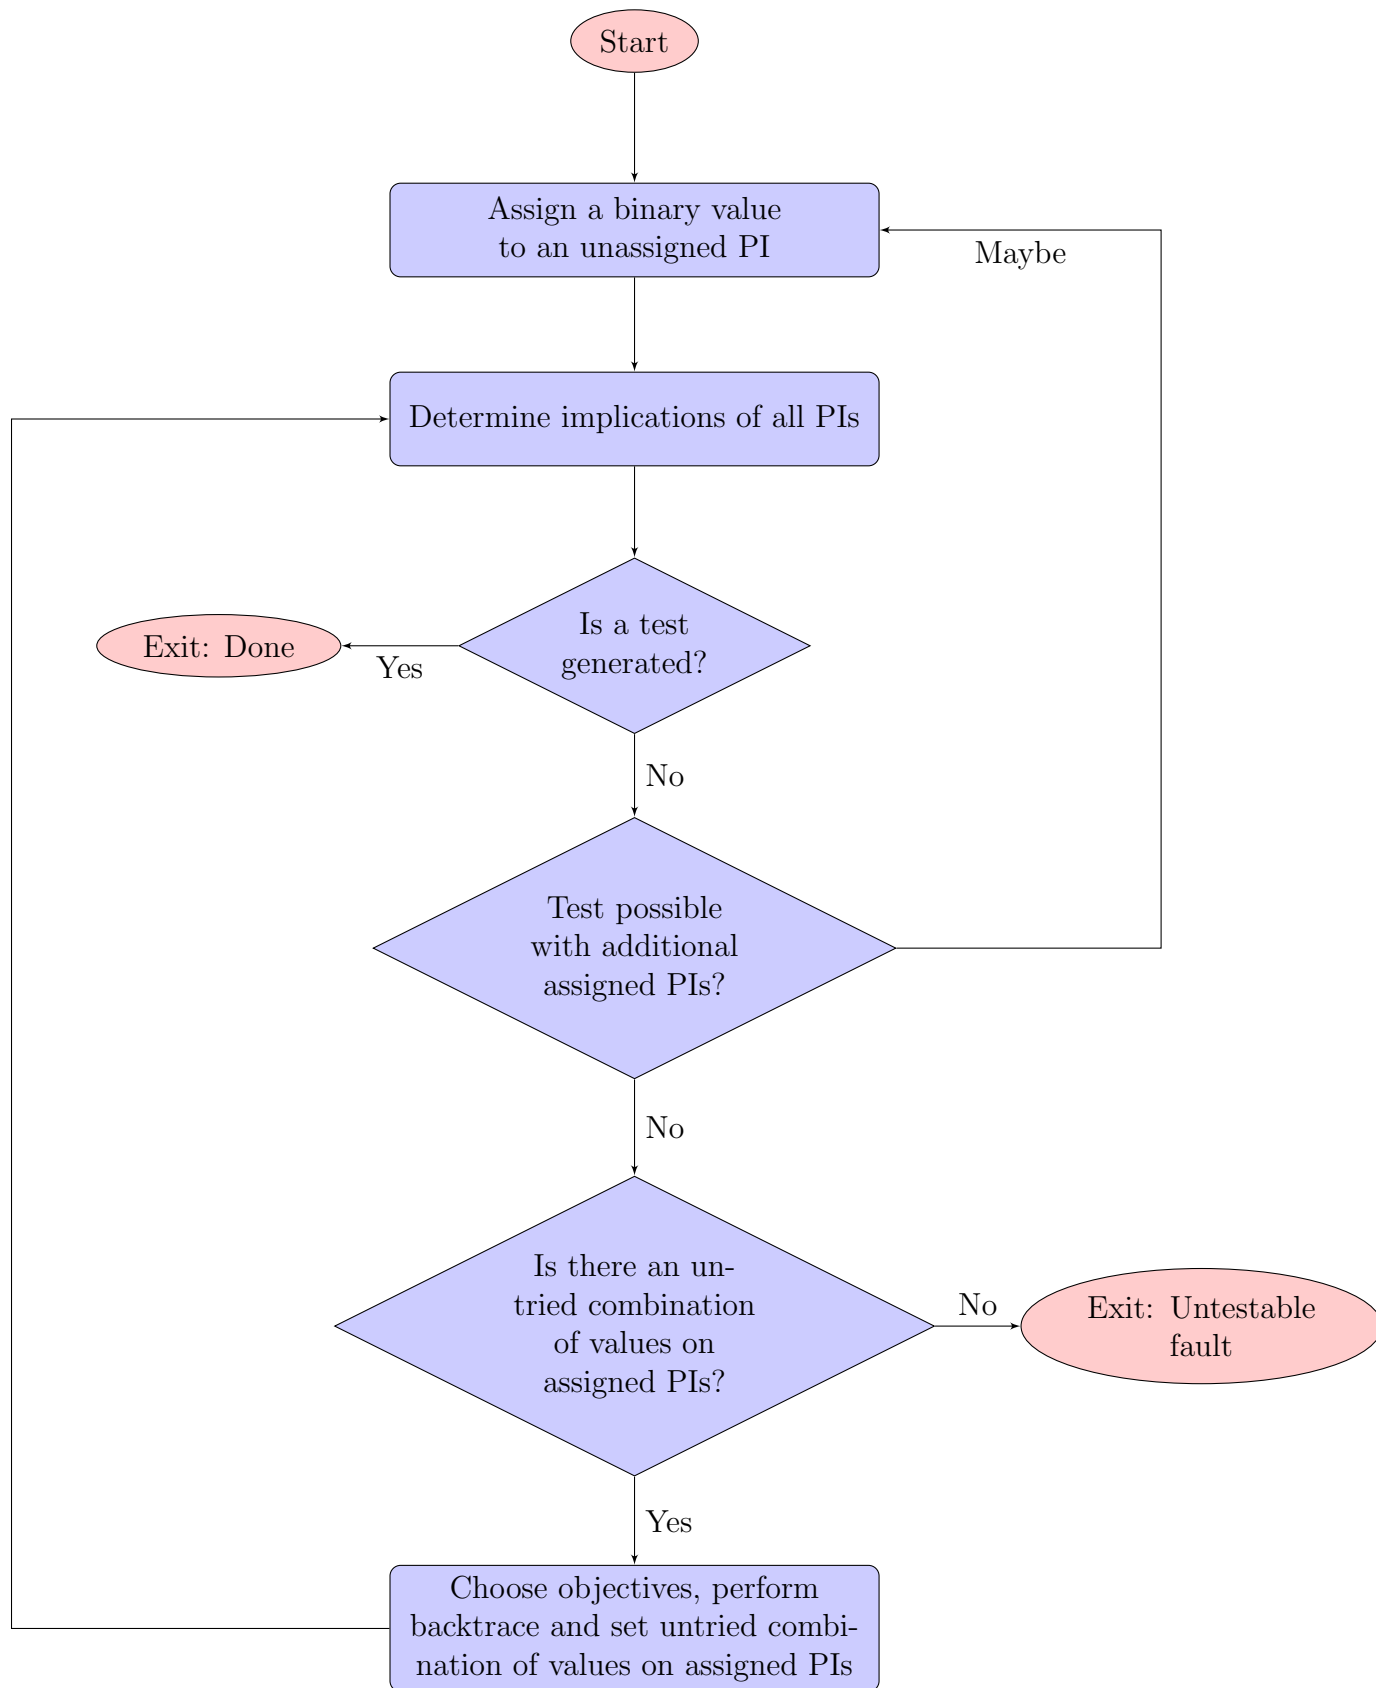 Start
Assign a binary value
to an unassigned PI
Maybe
Determine implications of all PIs
Is a test
generated?
Exit: Done
Yes
No
Test possible
with additional
assigned PIs?
No
Is there an un-
tried combination
of values on
assigned PIs?
No
Exit: Untestable
fault
Yes
Choose objectives, perform
backtrace and set untried combi-
nation of values on assigned PIs